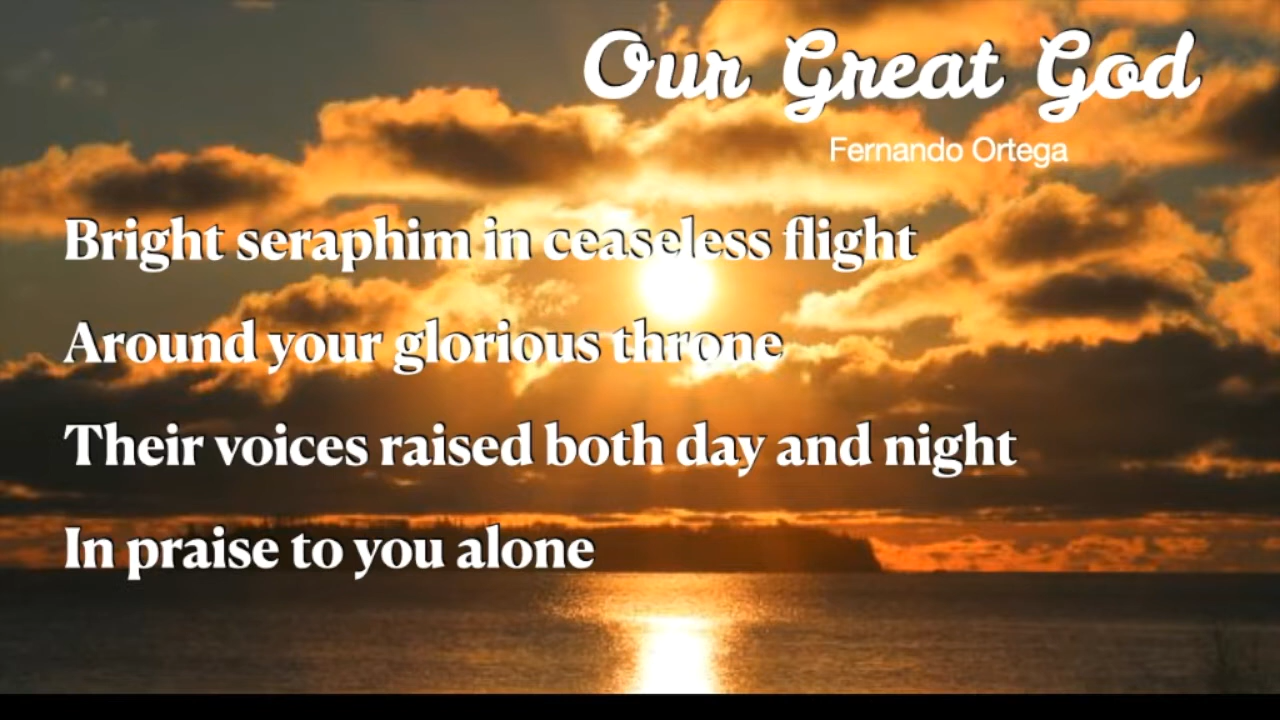 Our Great God
Fernando Ortega
Bright seraphim in ceaseless flight
Around your glorious throne
Their voices raised both day and night
In praise to you alone